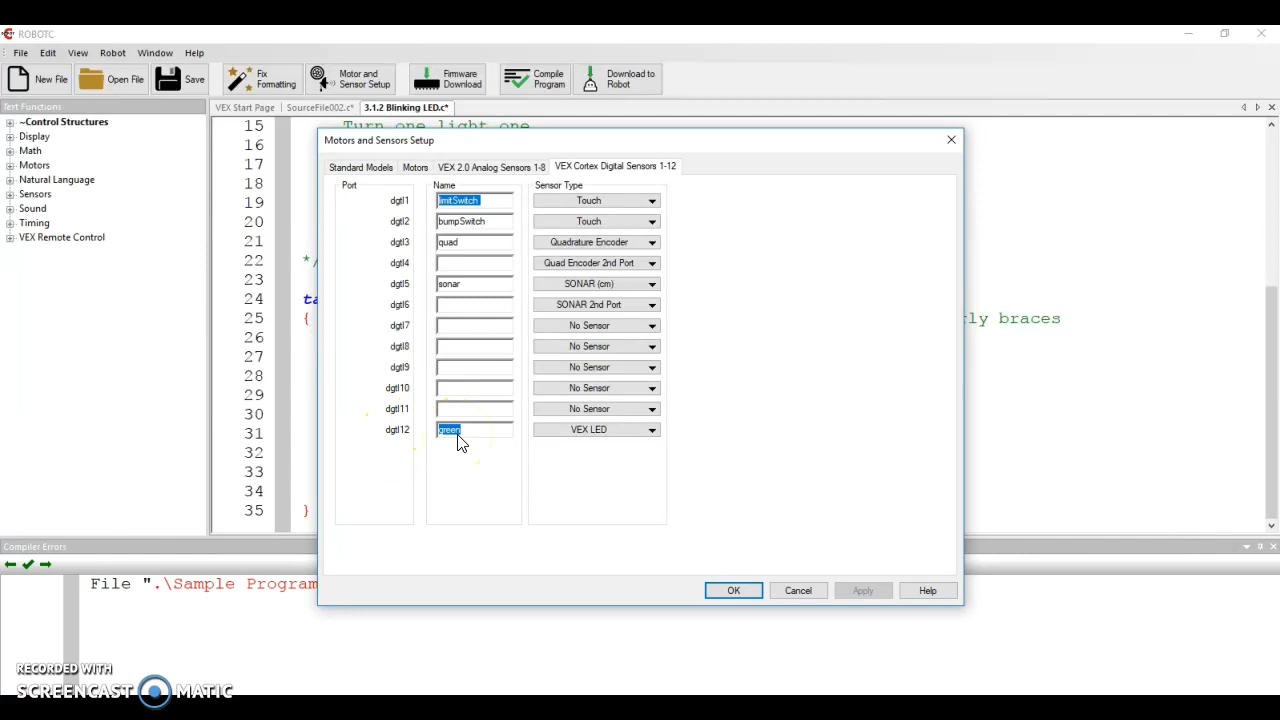 ROBOTC
File Edit View Robot Window Help
New File Open File Save Fix Formatting Motor and Sensor Setup Firmware Download Compile Program Download to Robot
Text Functions
VEX Start Page SourceFile002.c* 3.1.2 Blinking LED.c*
~Control Structures
Display
Math
Motors
Natural Language
Sensors
Sound
Timing
VEX Remote Control
15 Turn one light one
16
17
18
19
20
21
22 */
23
24 ta
25 { rly braces
26
27
28
29
30
31
32
33
34
35 }
Motors and Sensors Setup
Standard Models Motors VEX 2.0 Analog Sensors 1-8 VEX Cortex Digital Sensors 1-12
Port Name Sensor Type
dgtl1 limitSwitch Touch
dgtl2 bumpSwitch Touch
dgtl3 quad Quadrature Encoder
dgtl4 Quad Encoder 2nd Port
dgtl5 sonar SONAR (cm)
dgtl6 SONAR 2nd Port
dgtl7 No Sensor
dgtl8 No Sensor
dgtl9 No Sensor
dgtl10 No Sensor
dgtl11 No Sensor
dgtl12 green VEX LED
OK Cancel Apply Help
Compiler Errors
File ".\Sample Program
RECORDED WITH
SCREENCAST MATIC